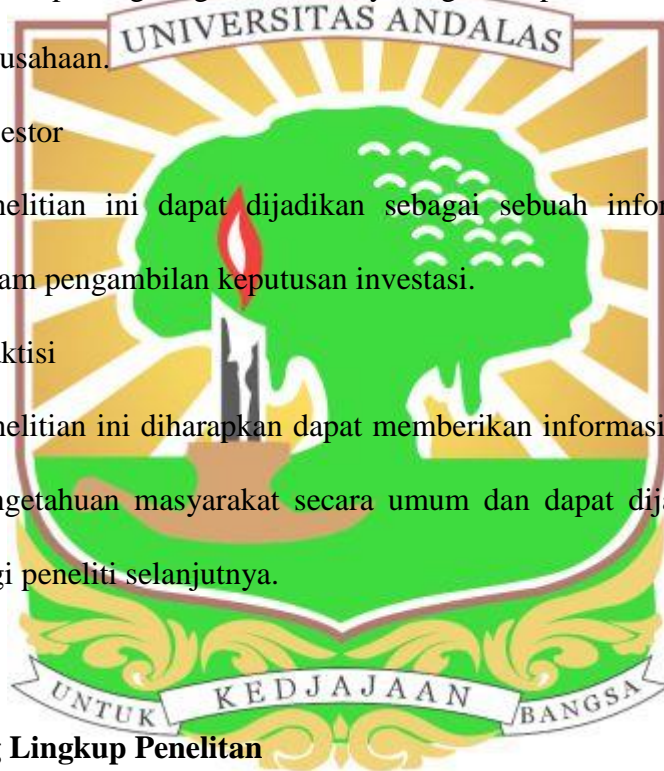 UNIVERSITAS ANDALAS
usahaan.
estor
nelitian ini dapat dijadikan sebagai sebuah infor
am pengambilan keputusan investasi.
aktisi
nelitian ini diharapkan dapat memberikan informasi
ngetahuan masyarakat secara umum dan dapat dija
gi peneliti selanjutnya.
UNTUK KEDJAJAAN BANGSA
g Lingkup Penelitan